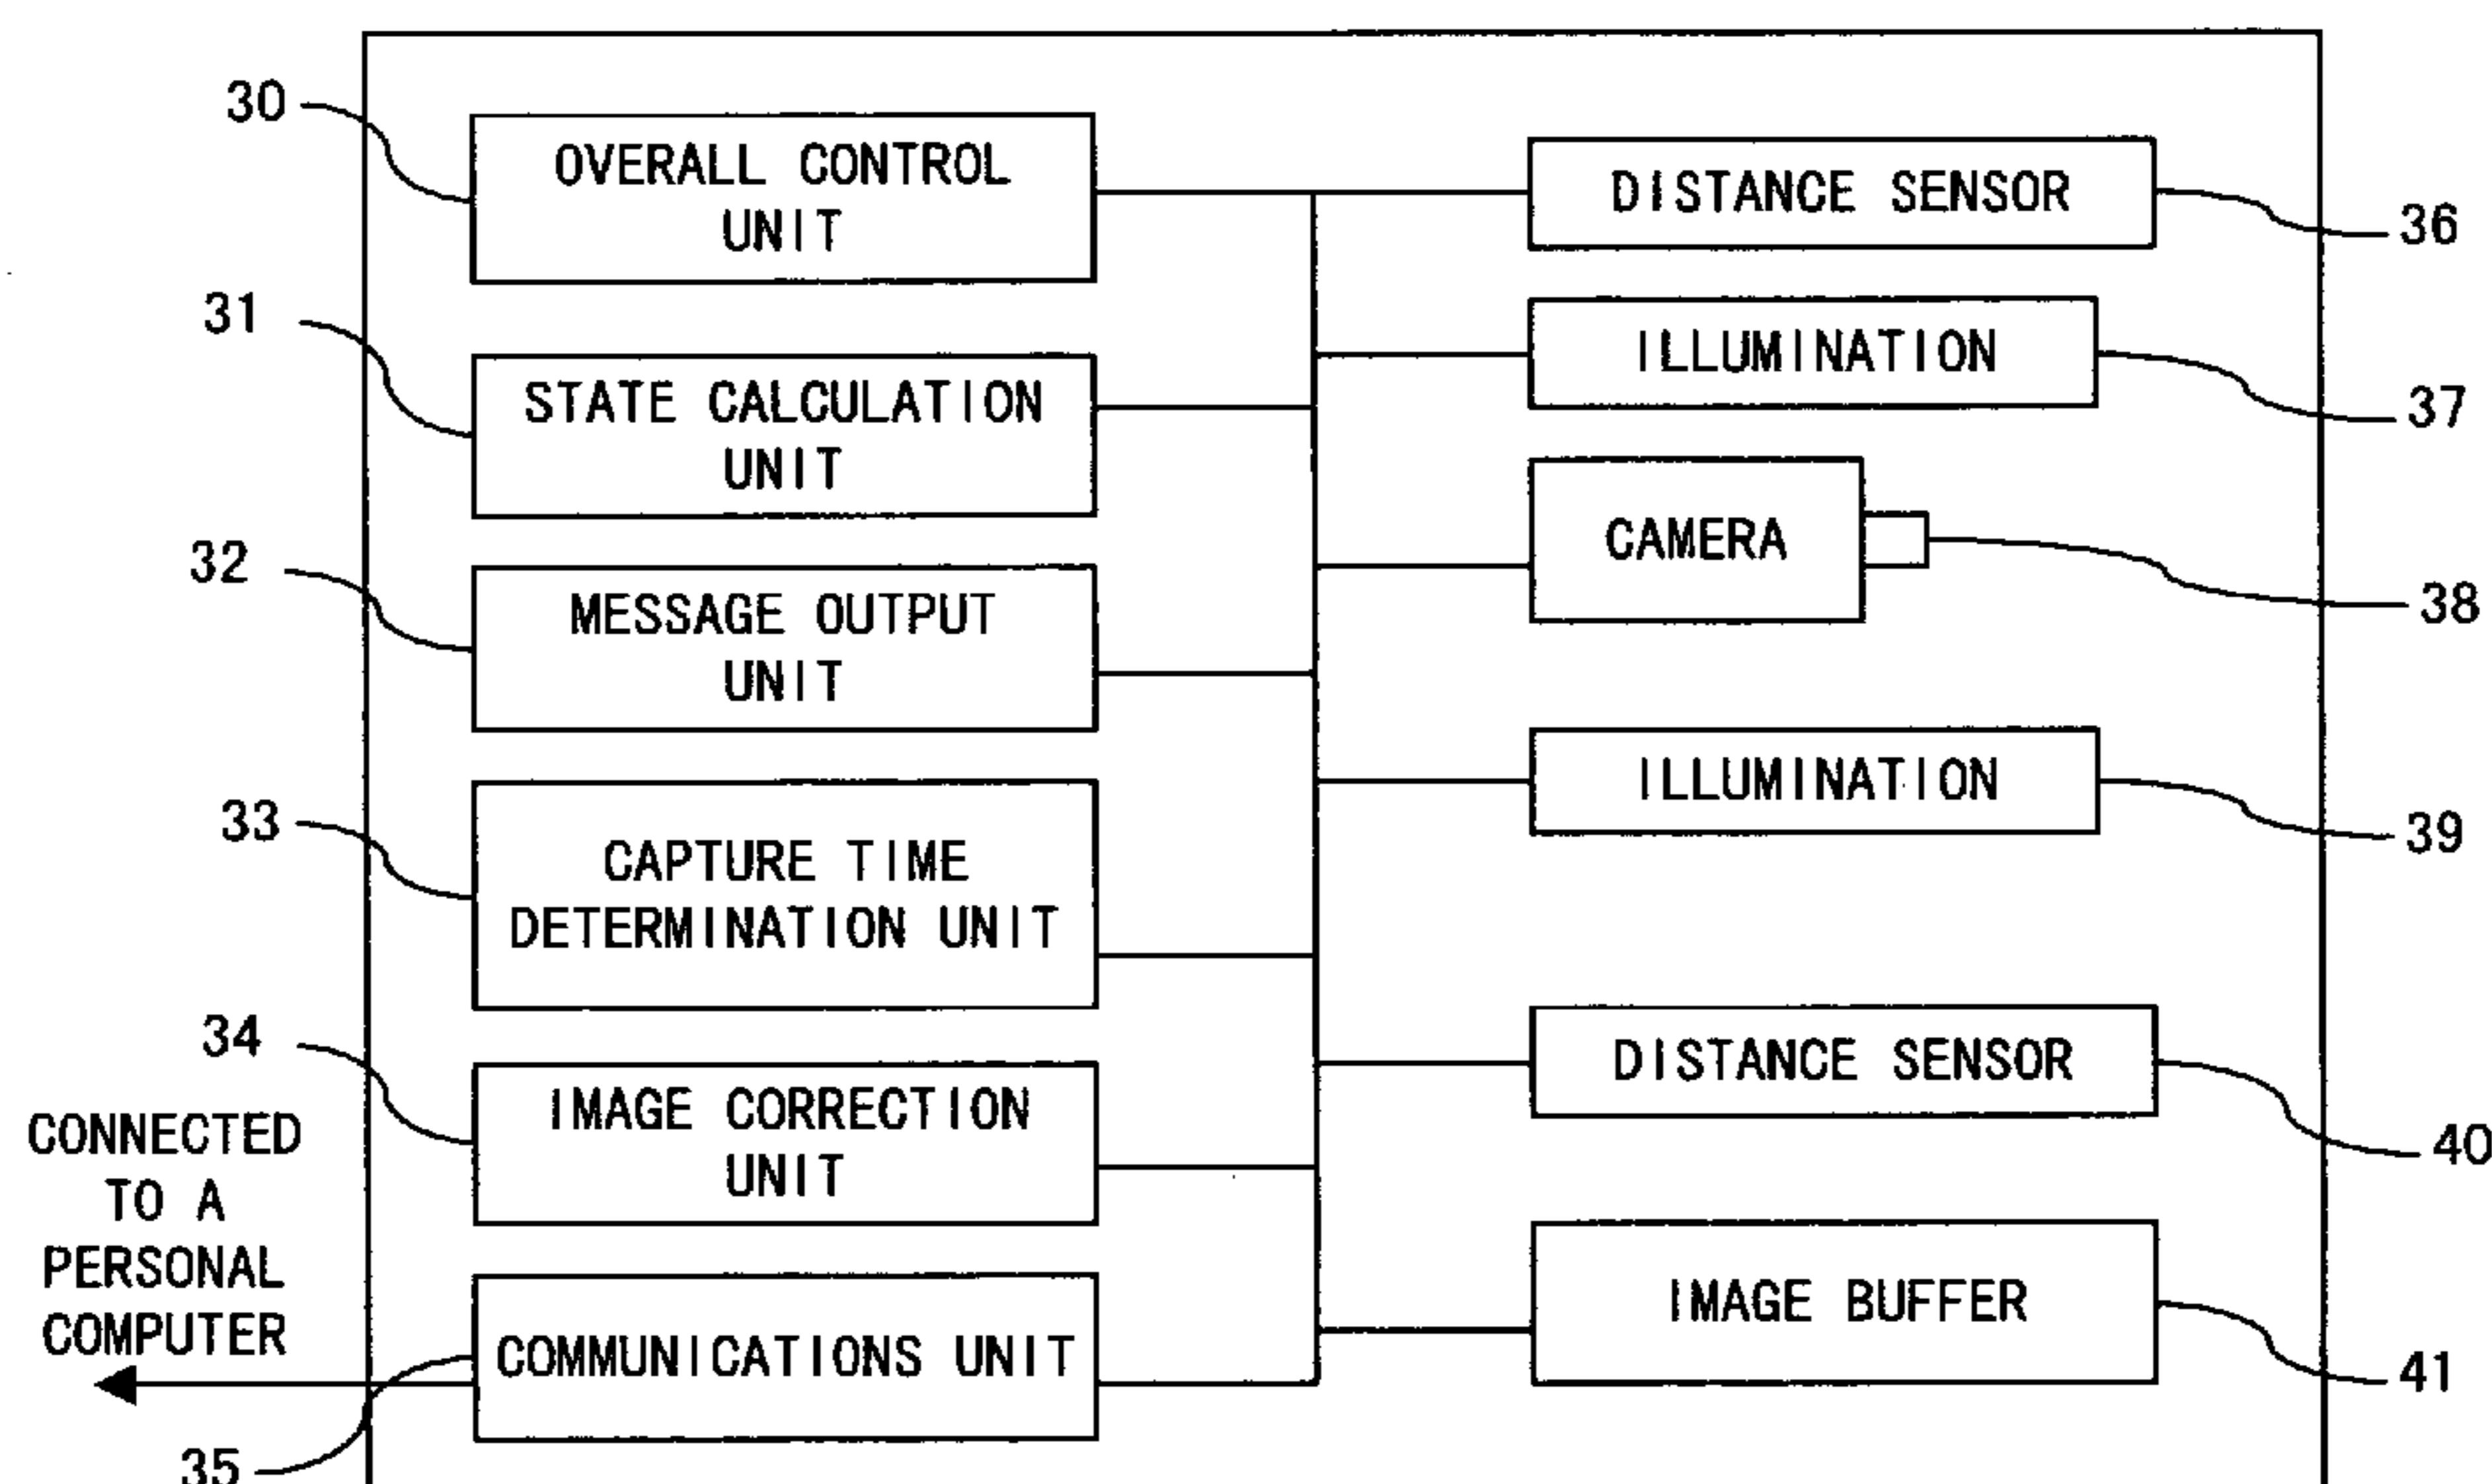 30
OVERALL CONTROL
UNIT
DISTANCE SENSOR
36
31
STATE CALCULATION
UNIT
ILLUMINATION
37
32
MESSAGE OUTPUT
UNIT
CAMERA
38
33
CAPTURE TIME
DETERMINATION UNIT
ILLUMINATION
39
34
IMAGE CORRECTION
UNIT
DISTANCE SENSOR
40
CONNECTED
TO A
PERSONAL
COMPUTER
COMMUNICATIONS UNIT
35
IMAGE BUFFER
41